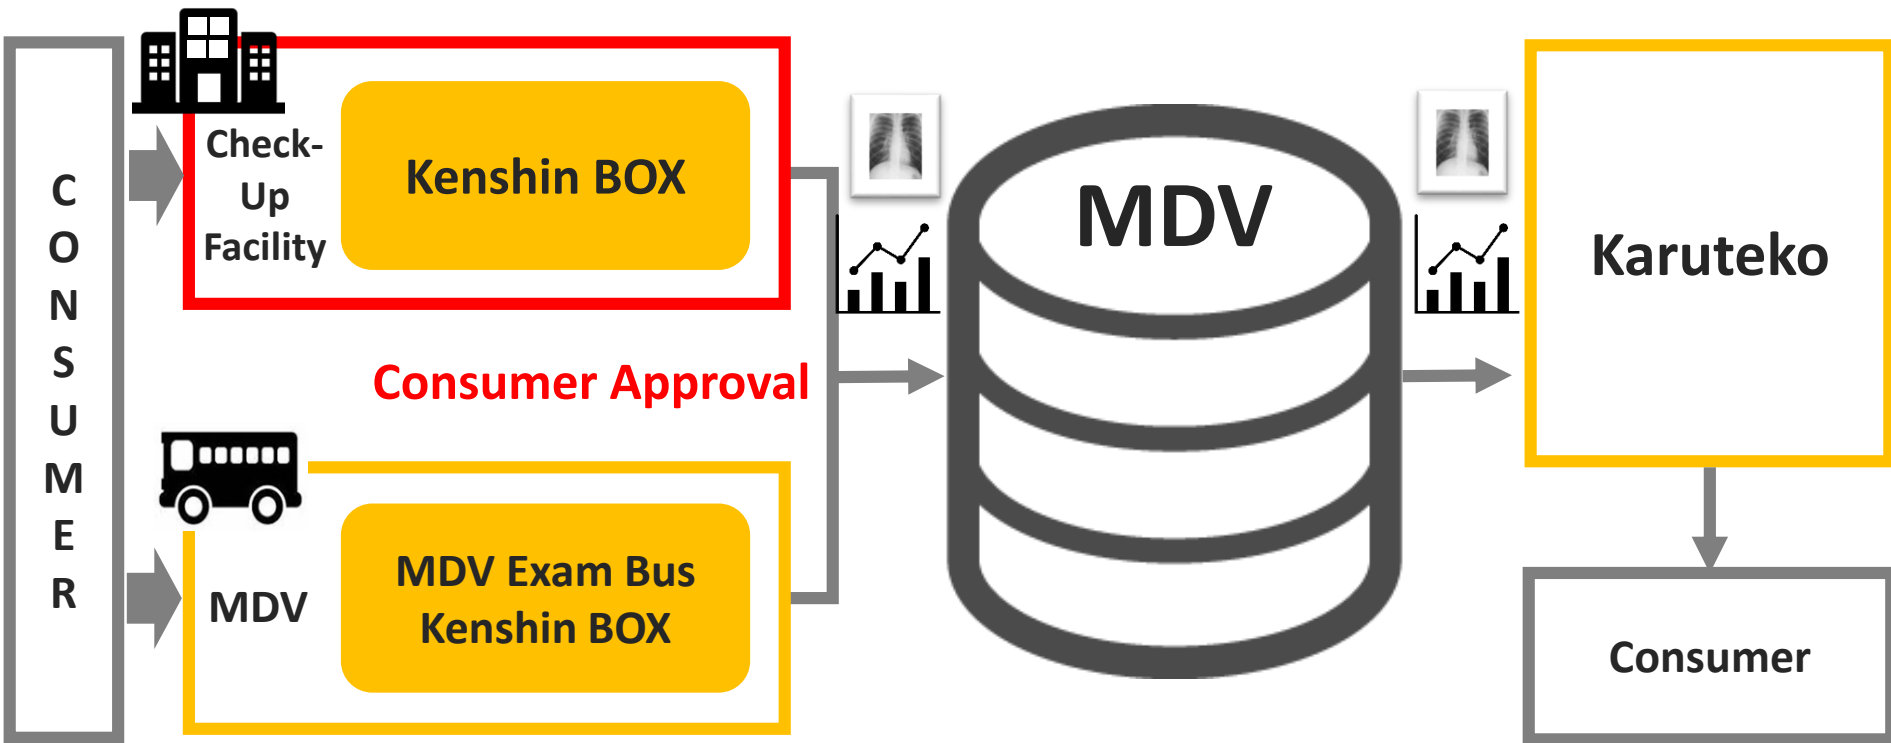 CONSUMER
Check-
Up
Facility
Kenshin BOX
Consumer Approval
MDV
MDV Exam Bus
Kenshin BOX
MDV
Karuteko
Consumer